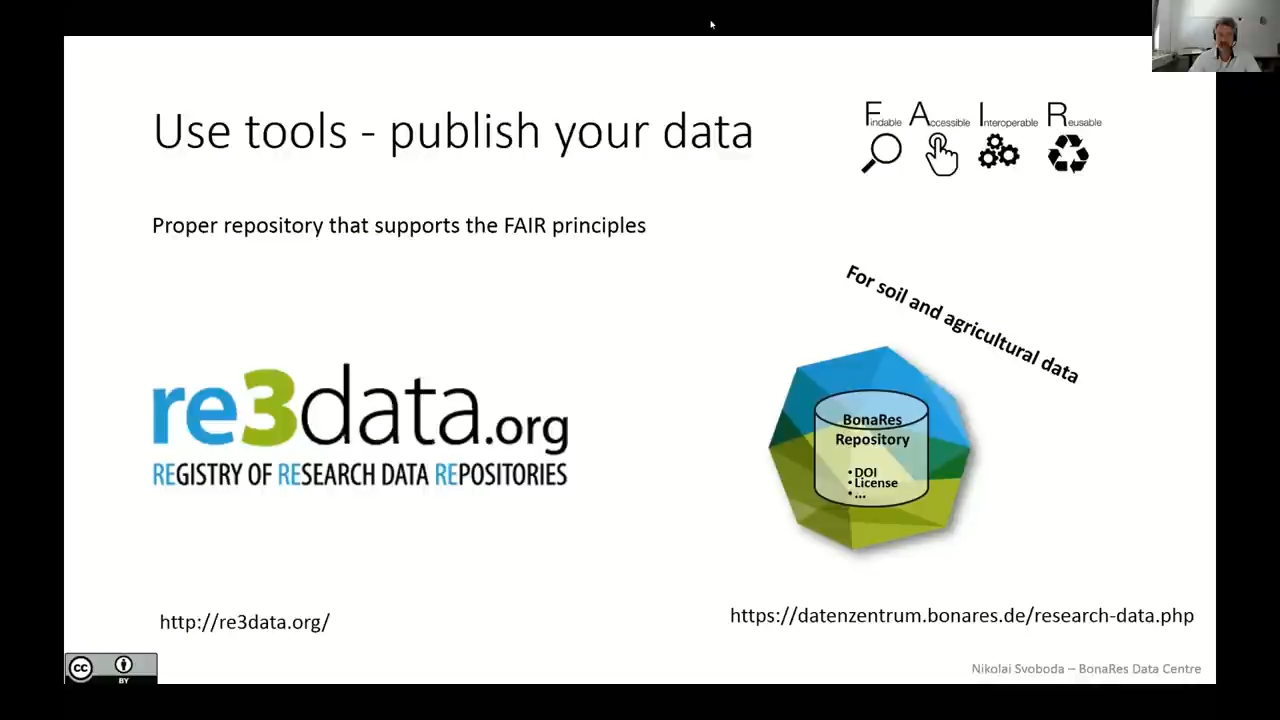 Use tools - publish your data
Findable Accessible Interoperable Reusable
Proper repository that supports the FAIR principles
For soil and agricultural data
re3data.org
REGISTRY OF RESEARCH DATA REPOSITORIES
BonaRes
Repository
• DOI
• License
• ...
http://re3data.org/
https://datenzentrum.bonares.de/research-data.php
cc
BY
Nikolai Svoboda – BonaRes Data Centre